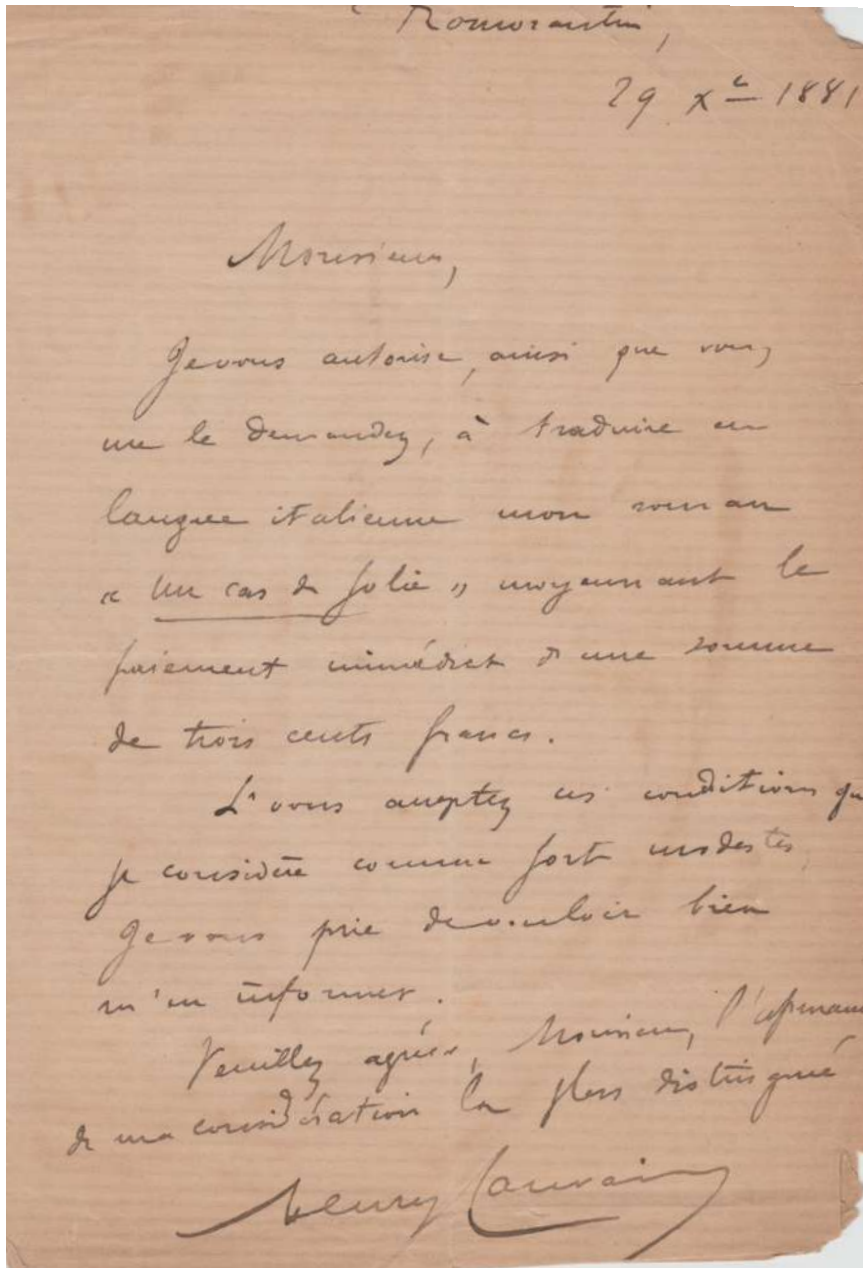 Romorantin,
29 Xbre 1881
Monsieur,
Je vous autorise, ainsi que vous
me le demandez, à traduire en
langue italienne mon roman
« Un cas de folie » moyennant le
paiement immédiat d'une somme
de trois cents francs.
Si vous acceptez ces conditions que
je considère comme fort modestes,
Je vous prie de vouloir bien
m'en informer.
Veuillez agréer, Monsieur, l'assurance
de ma considération la plus distinguée
Henry Cauvain